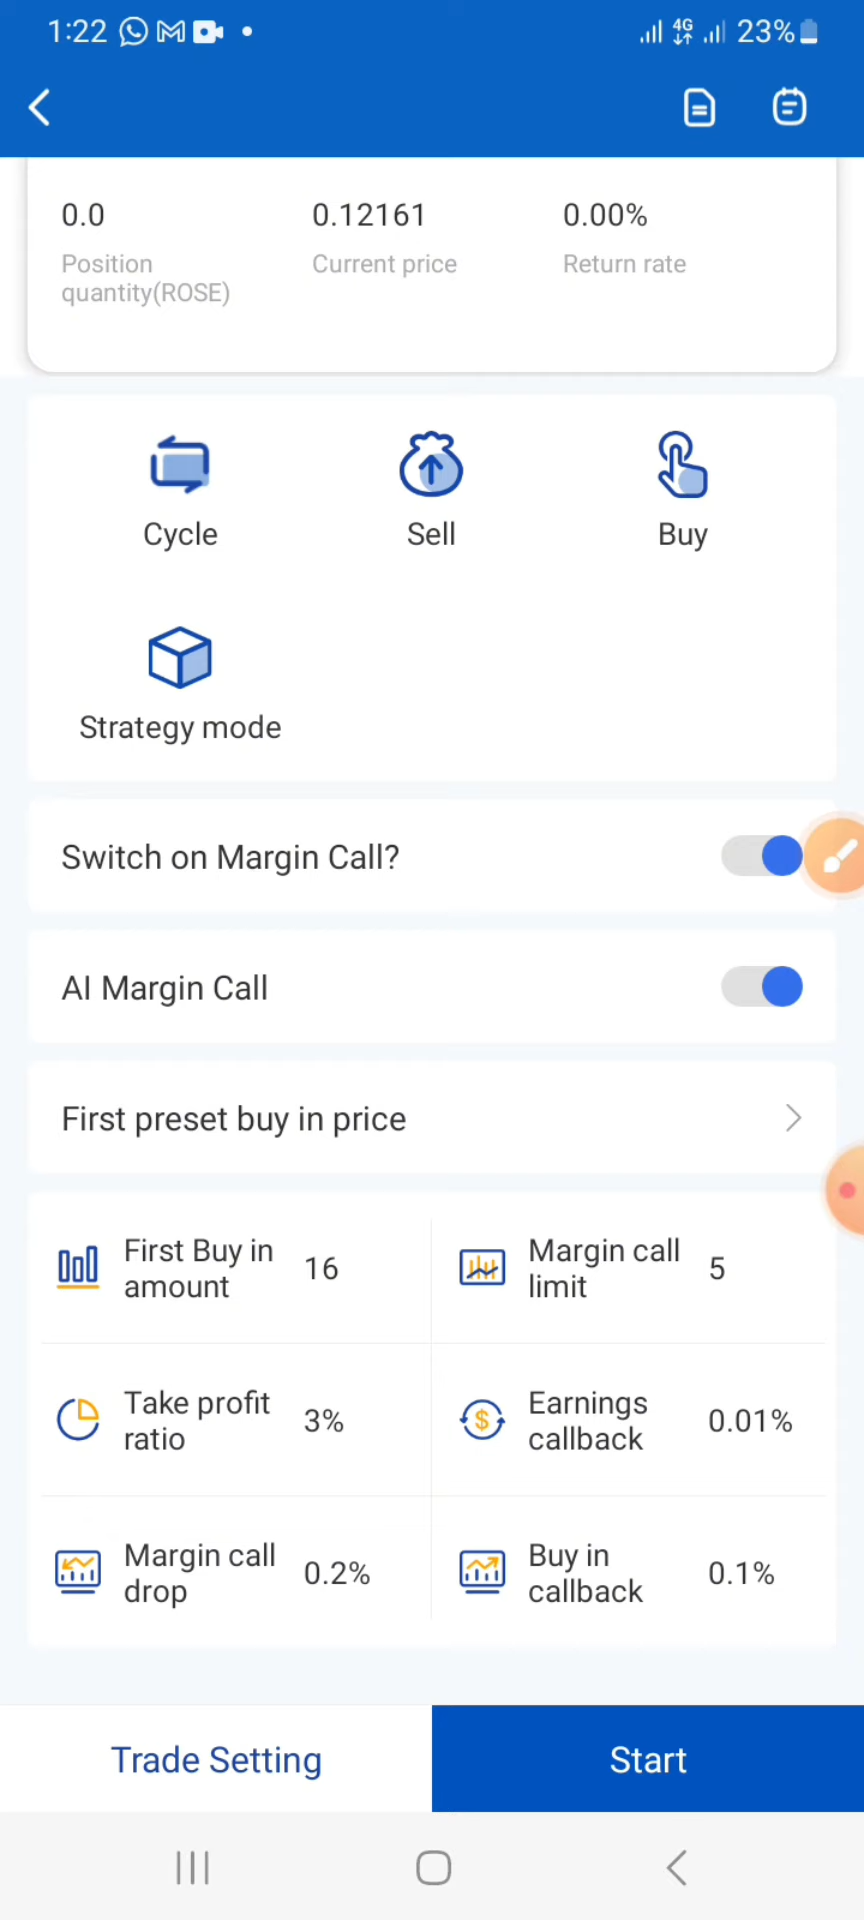 1:22 4G 23%
0.0 0.12161 0.00%
Position Current price Return rate
quantity(ROSE)
Cycle Sell Buy
Strategy mode
Switch on Margin Call?
AI Margin Call
First preset buy in price
First Buy in
amount
16
Margin call
limit
5
Take profit
ratio
3%
Earnings
callback
0.01%
Margin call
drop
0.2%
Buy in
callback
0.1%
Trade Setting Start